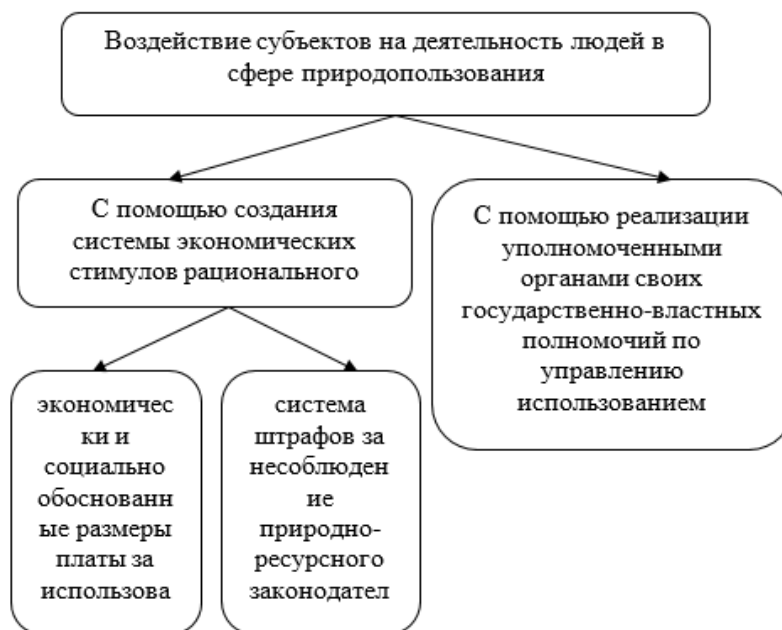 Воздействие субъектов на деятельность людей в
сфере природопользования
С помощью создания
системы экономических
стимулов рационального
С помощью реализации
уполномоченными
органами своих
государственно-властных
полномочий по
управлению
использованием
экономичес
ки и
социально
обоснованн
ые размеры
платы за
использова
система
штрафов за
несоблюден
ие
природно-
ресурсного
законодател